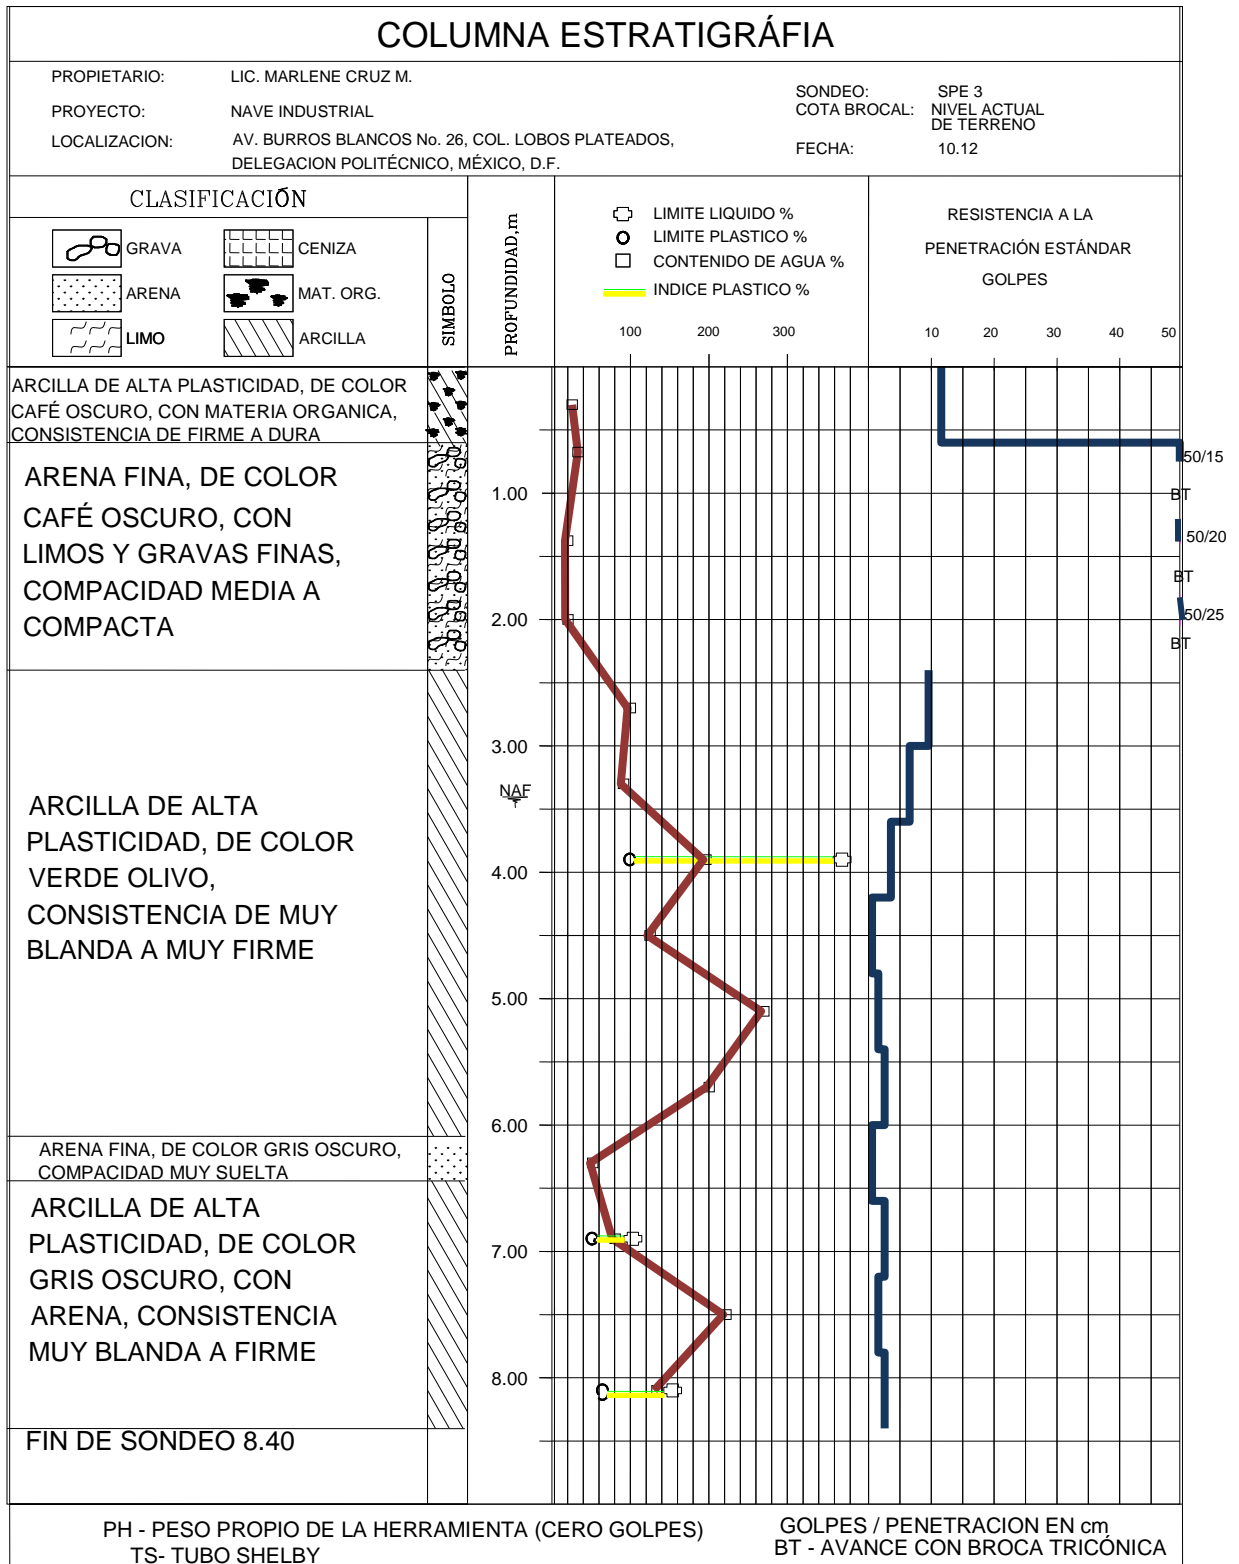 COLUMNA ESTRATIGRÁFIA
PROPIETARIO: LIC. MARLENE CRUZ M.
PROYECTO: NAVE INDUSTRIAL
LOCALIZACION: AV. BURROS BLANCOS No. 26, COL. LOBOS PLATEADOS,
DELEGACION POLITÉCNICO, MÉXICO, D.F.
SONDEO: SPE 3
COTA BROCAL: NIVEL ACTUAL
DE TERRENO
FECHA: 10.12
CLASIFICACIÓN
GRAVA
CENIZA
ARENA
MAT. ORG.
LIMO
ARCILLA
SIMBOLO
PROFUNDIDAD,m
LIMITE LIQUIDO %
LIMITE PLASTICO %
CONTENIDO DE AGUA %
INDICE PLASTICO %
100 200 300
RESISTENCIA A LA
PENETRACIÓN ESTÁNDAR
GOLPES
10 20 30 40 50
ARCILLA DE ALTA PLASTICIDAD, DE COLOR
CAFÉ OSCURO, CON MATERIA ORGANICA,
CONSISTENCIA DE FIRME A DURA
ARENA FINA, DE COLOR
CAFÉ OSCURO, CON
LIMOS Y GRAVAS FINAS,
COMPACIDAD MEDIA A
COMPACTA
ARCILLA DE ALTA
PLASTICIDAD, DE COLOR
VERDE OLIVO,
CONSISTENCIA DE MUY
BLANDA A MUY FIRME
ARENA FINA, DE COLOR GRIS OSCURO,
COMPACIDAD MUY SUELTA
ARCILLA DE ALTA
PLASTICIDAD, DE COLOR
GRIS OSCURO, CON
ARENA, CONSISTENCIA
MUY BLANDA A FIRME
FIN DE SONDEO 8.40
1.00
2.00
3.00
NAF
4.00
5.00
6.00
7.00
8.00
50/15
BT
50/20
BT
50/25
BT
PH - PESO PROPIO DE LA HERRAMIENTA (CERO GOLPES)
TS- TUBO SHELBY
GOLPES / PENETRACION EN cm
BT - AVANCE CON BROCA TRICÓNICA